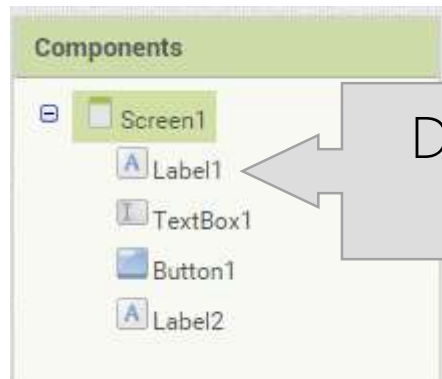 Components
Screen1
Label1
D
TextBox1
Button1
Label2